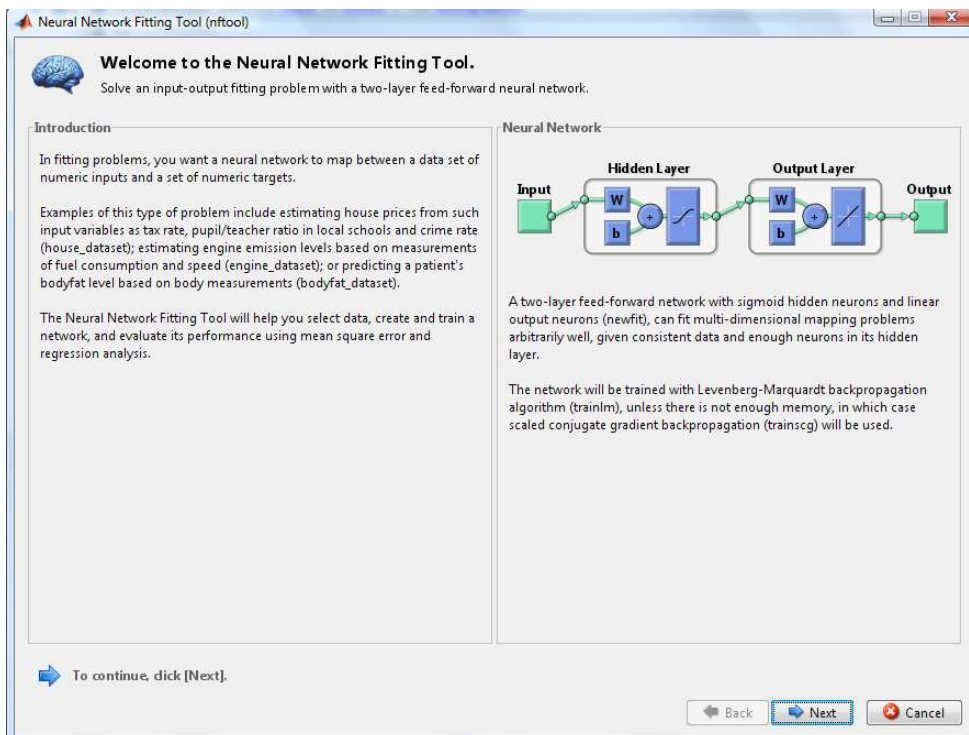 Neural Network Fitting Tool (nftool)
Welcome to the Neural Network Fitting Tool.
Solve an input-output fitting problem with a two-layer feed-forward neural network.
Introduction
In fitting problems, you want a neural network to map between a data set of
numeric inputs and a set of numeric targets.
Examples of this type of problem include estimating house prices from such
input variables as tax rate, pupil/teacher ratio in local schools and crime rate
(house_dataset); estimating engine emission levels based on measurements
of fuel consumption and speed (engine_dataset); or predicting a patient's
bodyfat level based on body measurements (bodyfat_dataset).
The Neural Network Fitting Tool will help you select data, create and train a
network, and evaluate its performance using mean square error and
regression analysis.
Neural Network
Hidden Layer Output Layer
Input Output
W W
+ +
b b
A two-layer feed-forward network with sigmoid hidden neurons and linear
output neurons (newfit), can fit multi-dimensional mapping problems
arbitrarily well, given consistent data and enough neurons in its hidden
layer.
The network will be trained with Levenberg-Marquardt backpropagation
algorithm (trainlm), unless there is not enough memory, in which case
scaled conjugate gradient backpropagation (trainscg) will be used.
To continue, click [Next].
Back Next Cancel